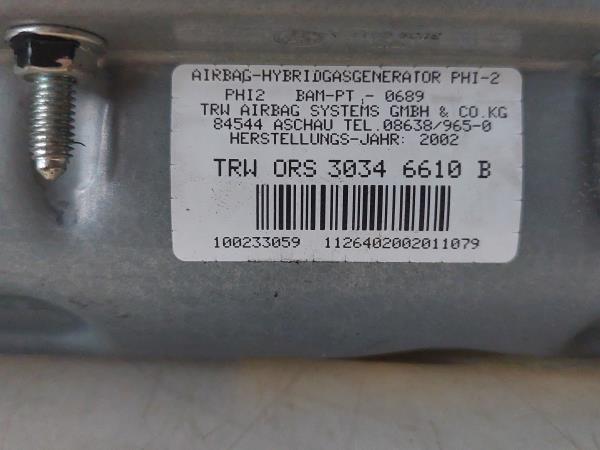 AIRBAG-HYBRIDGASGENERATOR PHI-2
PHI2 BAM-PT.- 0689
TRW AIRBAG SYSTEMS GMBH & CO.KG
84544 ASCHAU TEL.08638/965-0
HERSTELLUNGS-JAHR: 2002
TRW ORS 3034 6610 B
100233059 1126402002011079